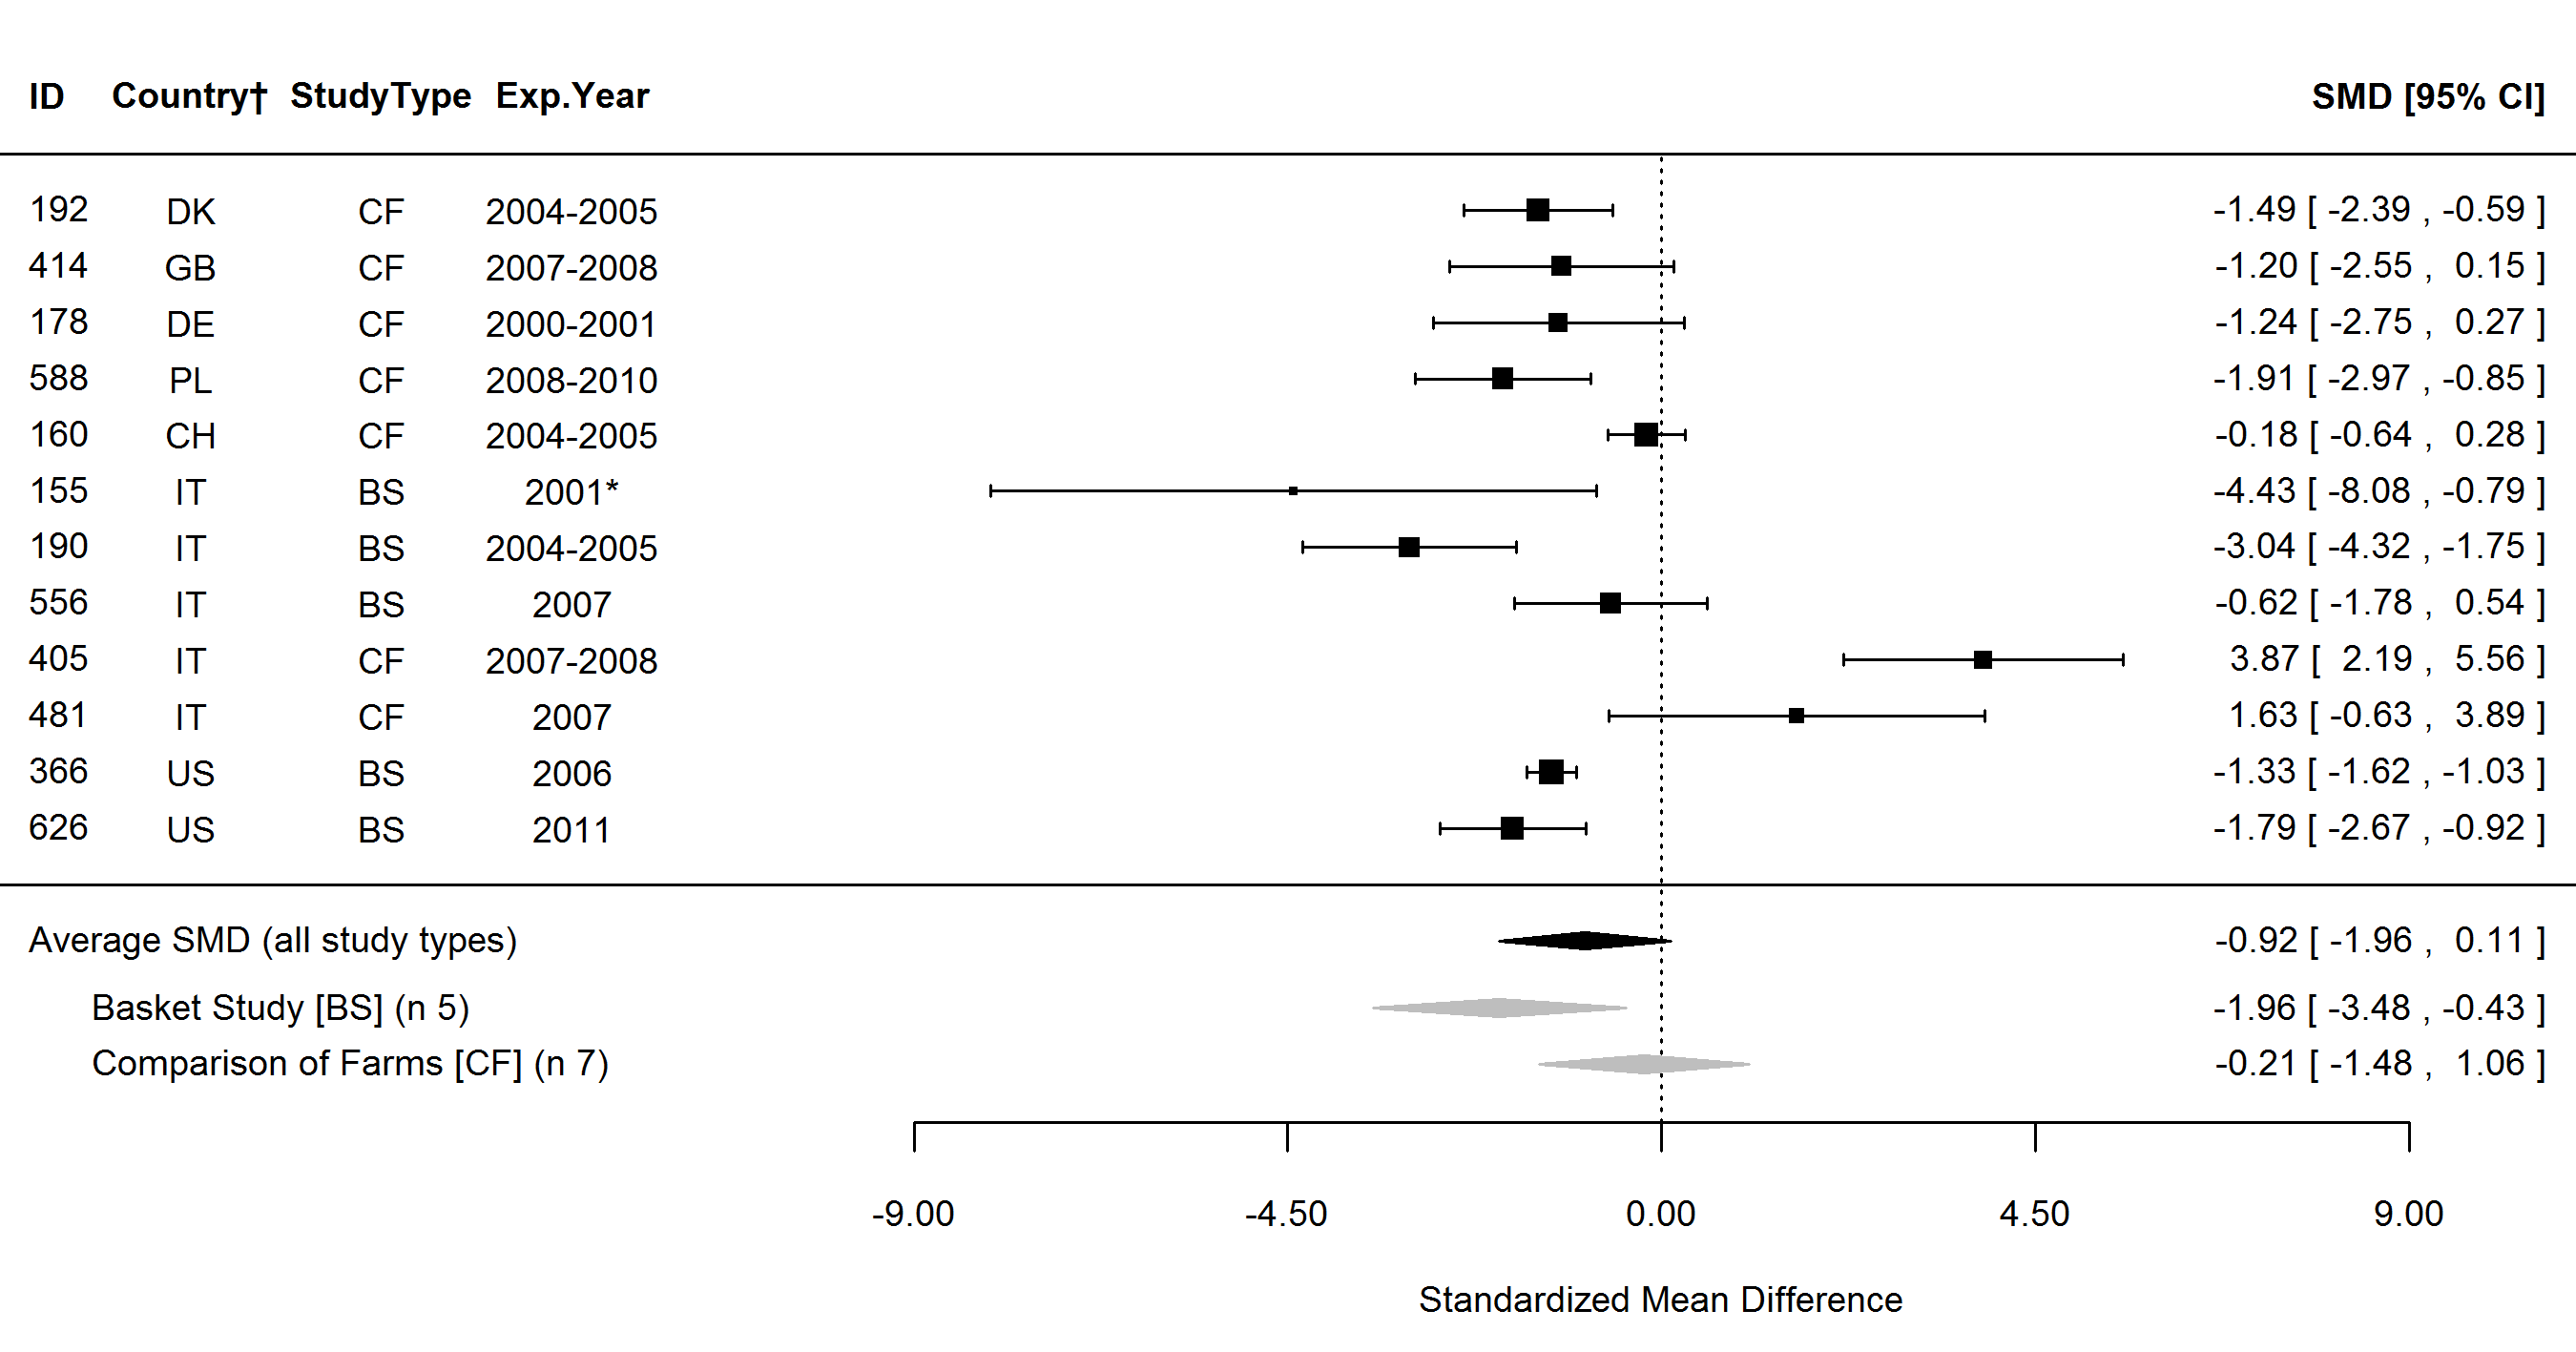 ID Country† StudyType Exp.Year SMD [95% CI]
192 DK CF 2004-2005 -1.49 [ -2.39 , -0.59 ]
414 GB CF 2007-2008 -1.20 [ -2.55 , 0.15 ]
178 DE CF 2000-2001 -1.24 [ -2.75 , 0.27 ]
588 PL CF 2008-2010 -1.91 [ -2.97 , -0.85 ]
160 CH CF 2004-2005 -0.18 [ -0.64 , 0.28 ]
155 IT BS 2001* -4.43 [ -8.08 , -0.79 ]
190 IT BS 2004-2005 -3.04 [ -4.32 , -1.75 ]
556 IT BS 2007 -0.62 [ -1.78 , 0.54 ]
405 IT CF 2007-2008 3.87 [ 2.19 , 5.56 ]
481 IT CF 2007 1.63 [ -0.63 , 3.89 ]
366 US BS 2006 -1.33 [ -1.62 , -1.03 ]
626 US BS 2011 -1.79 [ -2.67 , -0.92 ]
Average SMD (all study types) -0.92 [ -1.96 , 0.11 ]
Basket Study [BS] (n 5) -1.96 [ -3.48 , -0.43 ]
Comparison of Farms [CF] (n 7) -0.21 [ -1.48 , 1.06 ]
-9.00 -4.50 0.00 4.50 9.00
Standardized Mean Difference